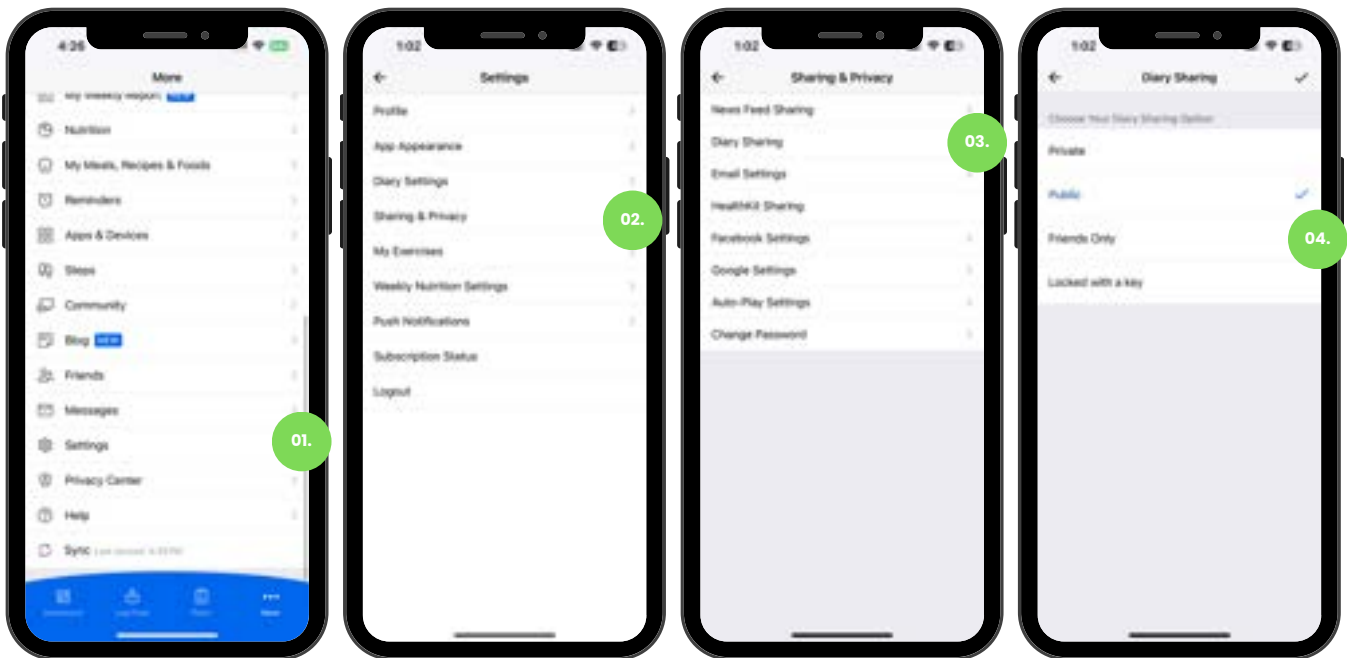 4:26
More
My Weekly Report NEW
Nutrition
My Meals, Recipes & Foods
Reminders
Apps & Devices
Steps
Community
Blog NEW
Friends
Messages
Settings
01.
Privacy Center
Help
Sync
1:02
Settings
Profile
App Appearance
Diary Settings
Sharing & Privacy
02.
My Exercises
Weekly Nutrition Settings
Push Notifications
Subscription Status
Logout
1:02
Sharing & Privacy
News Feed Sharing
Diary Sharing
03.
Email Settings
HealthKit Sharing
Facebook Settings
Google Settings
Auto-Play Settings
Change Password
1:02
Diary Sharing
Choose Your Diary Sharing Option
Private
Public
Friends Only
04.
Locked with a key